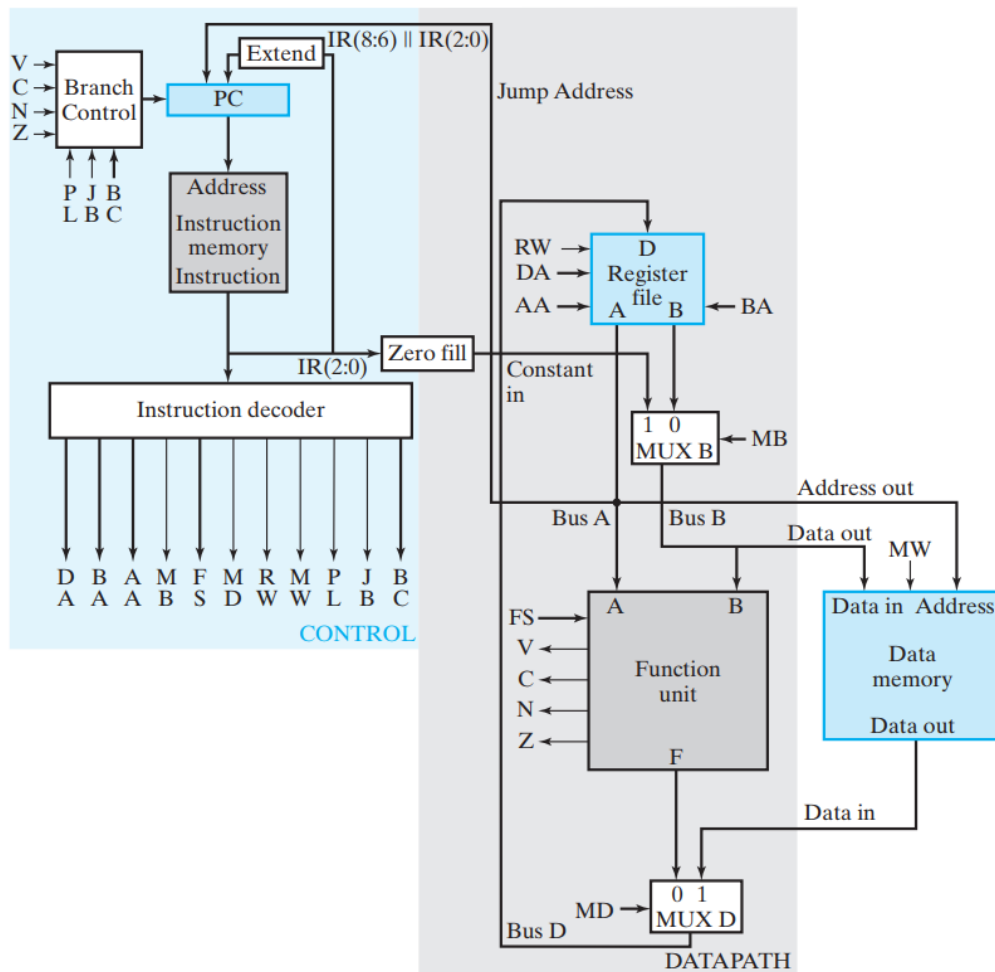 IR(8:6) || IR(2:0)
Extend
V
C
N
Z
Branch
Control
PC
Jump Address
P J B
L B C
Address
Instruction
memory
Instruction
RW
DA
AA
D
Register
file
A B
BA
IR(2:0)
Zero fill
Constant
in
Instruction decoder
1 0
MUX B
MB
Address out
Bus A
Bus B
Data out
MW
D B A M F M R M P J B
A A A B S D W W L B C
CONTROL
A B
FS
V
C
N
Z
Function
unit
F
Data in Address
Data
memory
Data out
Data in
0 1
MUX D
MD
Bus D
DATAPATH